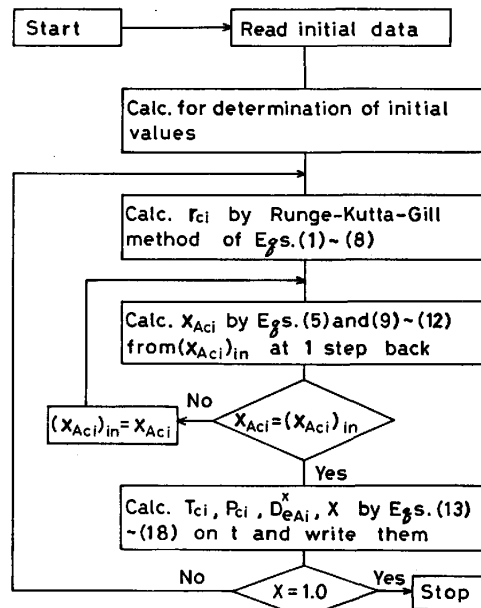 Start
Read initial data
Calc. for determination of initial
values
Calc. rci by Runge-Kutta-Gill
method of Eqs.(1)~(8)
Calc. XAci by Eqs.(5)and(9)~(12)
from(XAci)in at 1 step back
No
(XAci)in=XAci
XAci=(XAci)in
Yes
Calc. Tci, Pci, DxeAi, X by Eqs.(13)
~(18) on t and write them
No
X=1.0
Yes
Stop